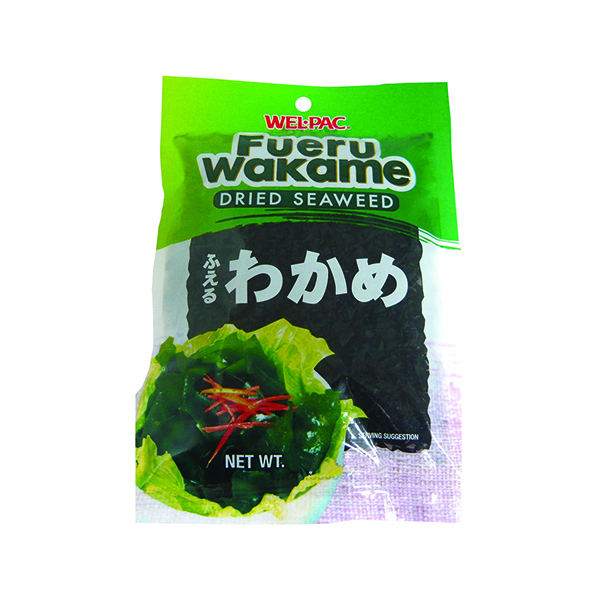 WEL·PAC
Fueru
wakame
DRIED SEAWEED
ふえる
わかめ
SERVING SUGGESTION
NET WT.